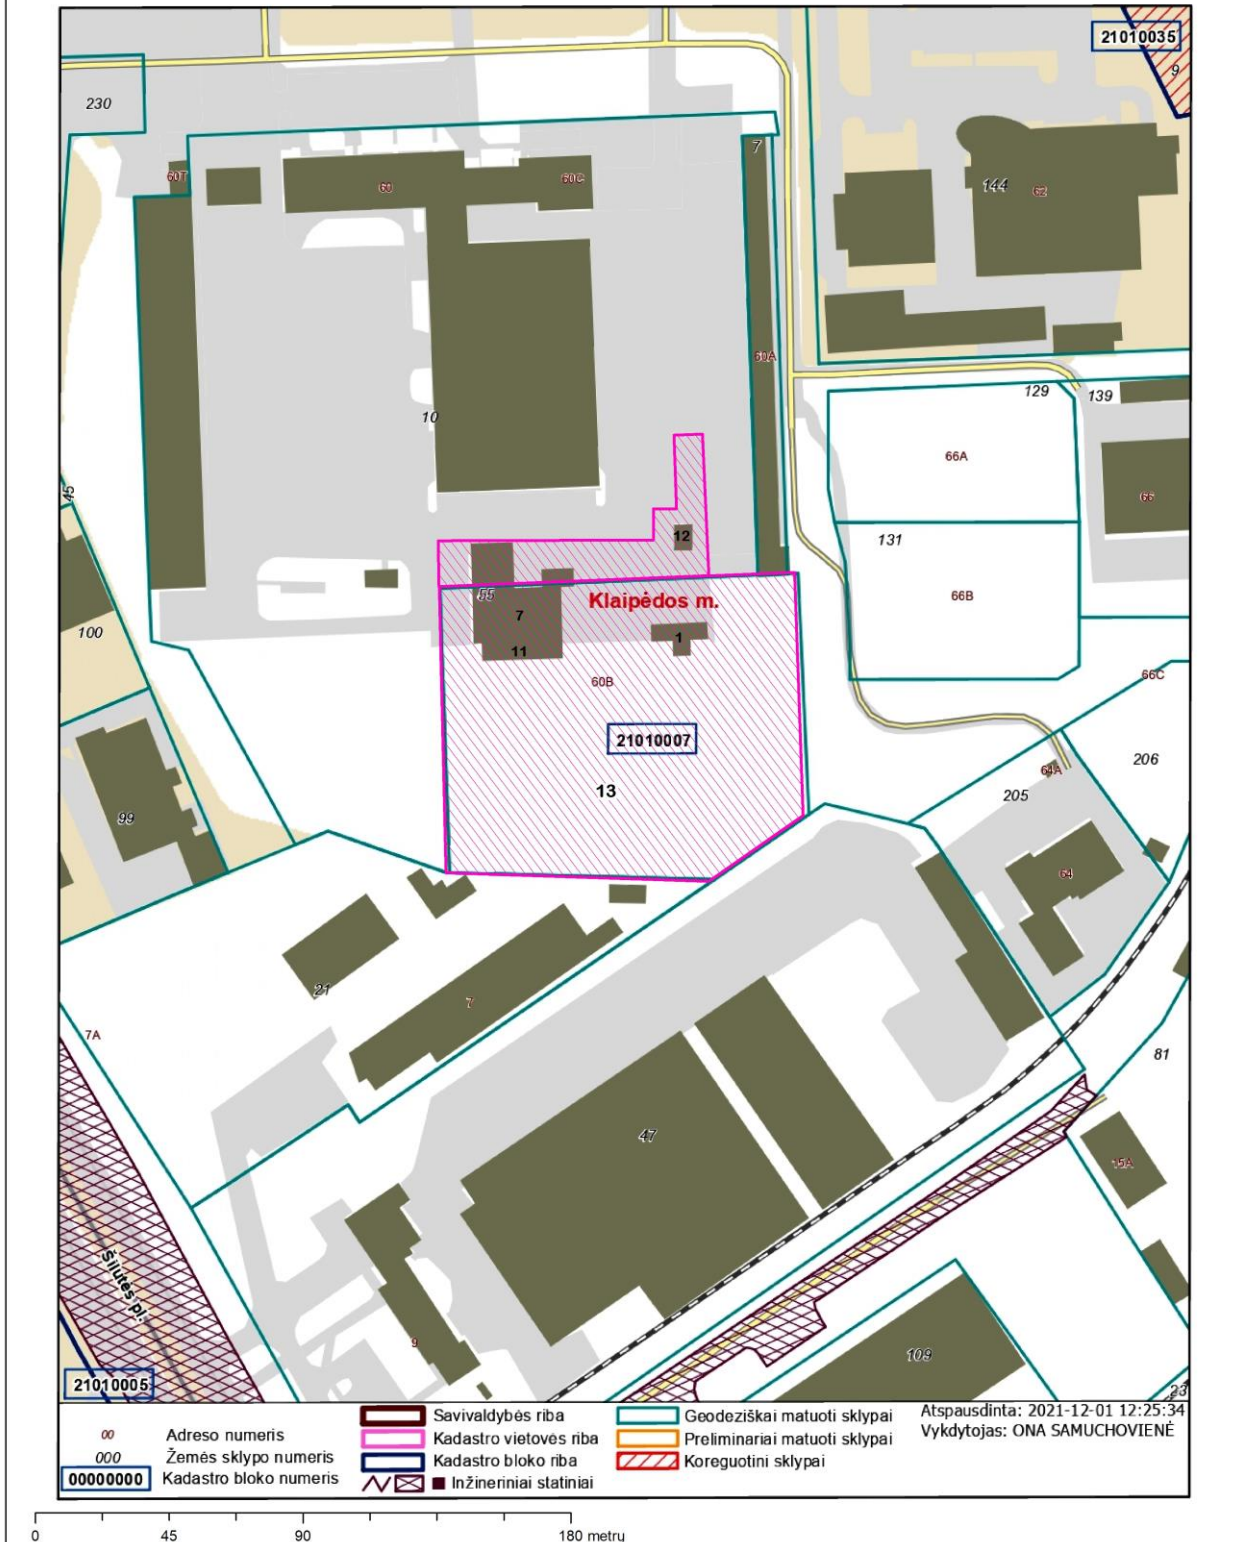 21010035
9
230
7
60T
60
60C
144
62
60A
10
129
139
66A
45
66
12
131
55
Klaipėdos m.
66B
7
100
1
11
66C
60B
21010007
206
64A
13
205
99
64
21
7
7A
81
47
15A
Šilutės pl.
9
109
21010005
23
Savivaldybės riba
Geodeziškai matuoti sklypai
Atspausdinta: 2021-12-01 12:25:34
00 Adreso numeris
Kadastro vietovės riba
Preliminariai matuoti sklypai
Vykdytojas: ONA SAMUCHOVIENĖ
000 Žemės sklypo numeris
Kadastro bloko riba
Koreguotini sklypai
00000000 Kadastro bloko numeris
Inžineriniai statiniai
0 45 90 180 metrų